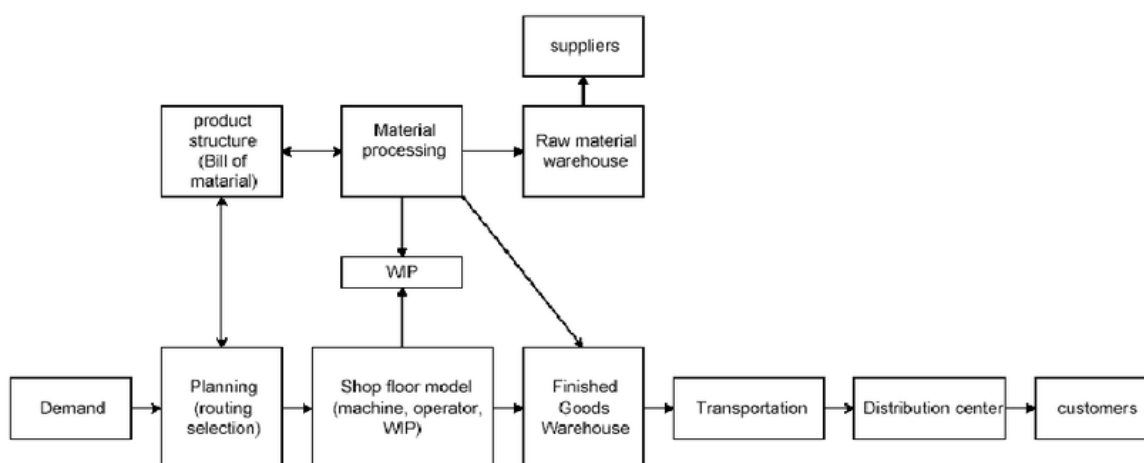 suppliers
product
structure
(Bill of
matarial)
Material
processing
Raw material
warehouse
WIP
Demand
Planning
(routing
selection)
Shop floor model
(machine, operator,
WIP)
Finished
Goods
Warehouse
Transportation
Distribution center
customers